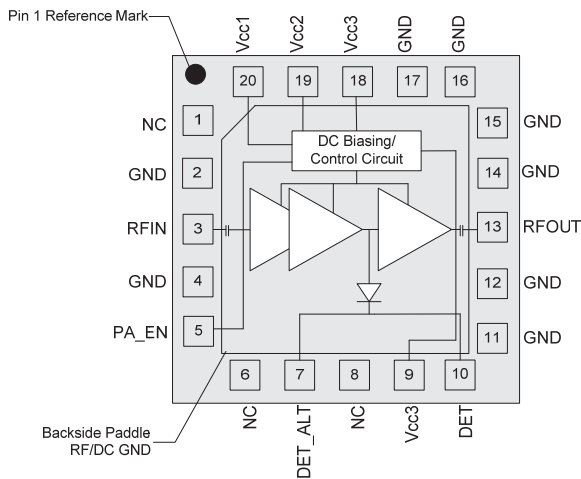 Pin 1 Reference Mark
Vcc1
Vcc2
Vcc3
GND
GND
20
19
18
17
16
NC
1
15
GND
DC Biasing/
Control Circuit
GND
2
14
GND
RFIN
3
13
RFOUT
GND
4
12
GND
PA_EN
5
11
GND
6
7
8
9
10
NC
DET_ALT
NC
Vcc3
DET
Backside Paddle
RF/DC GND